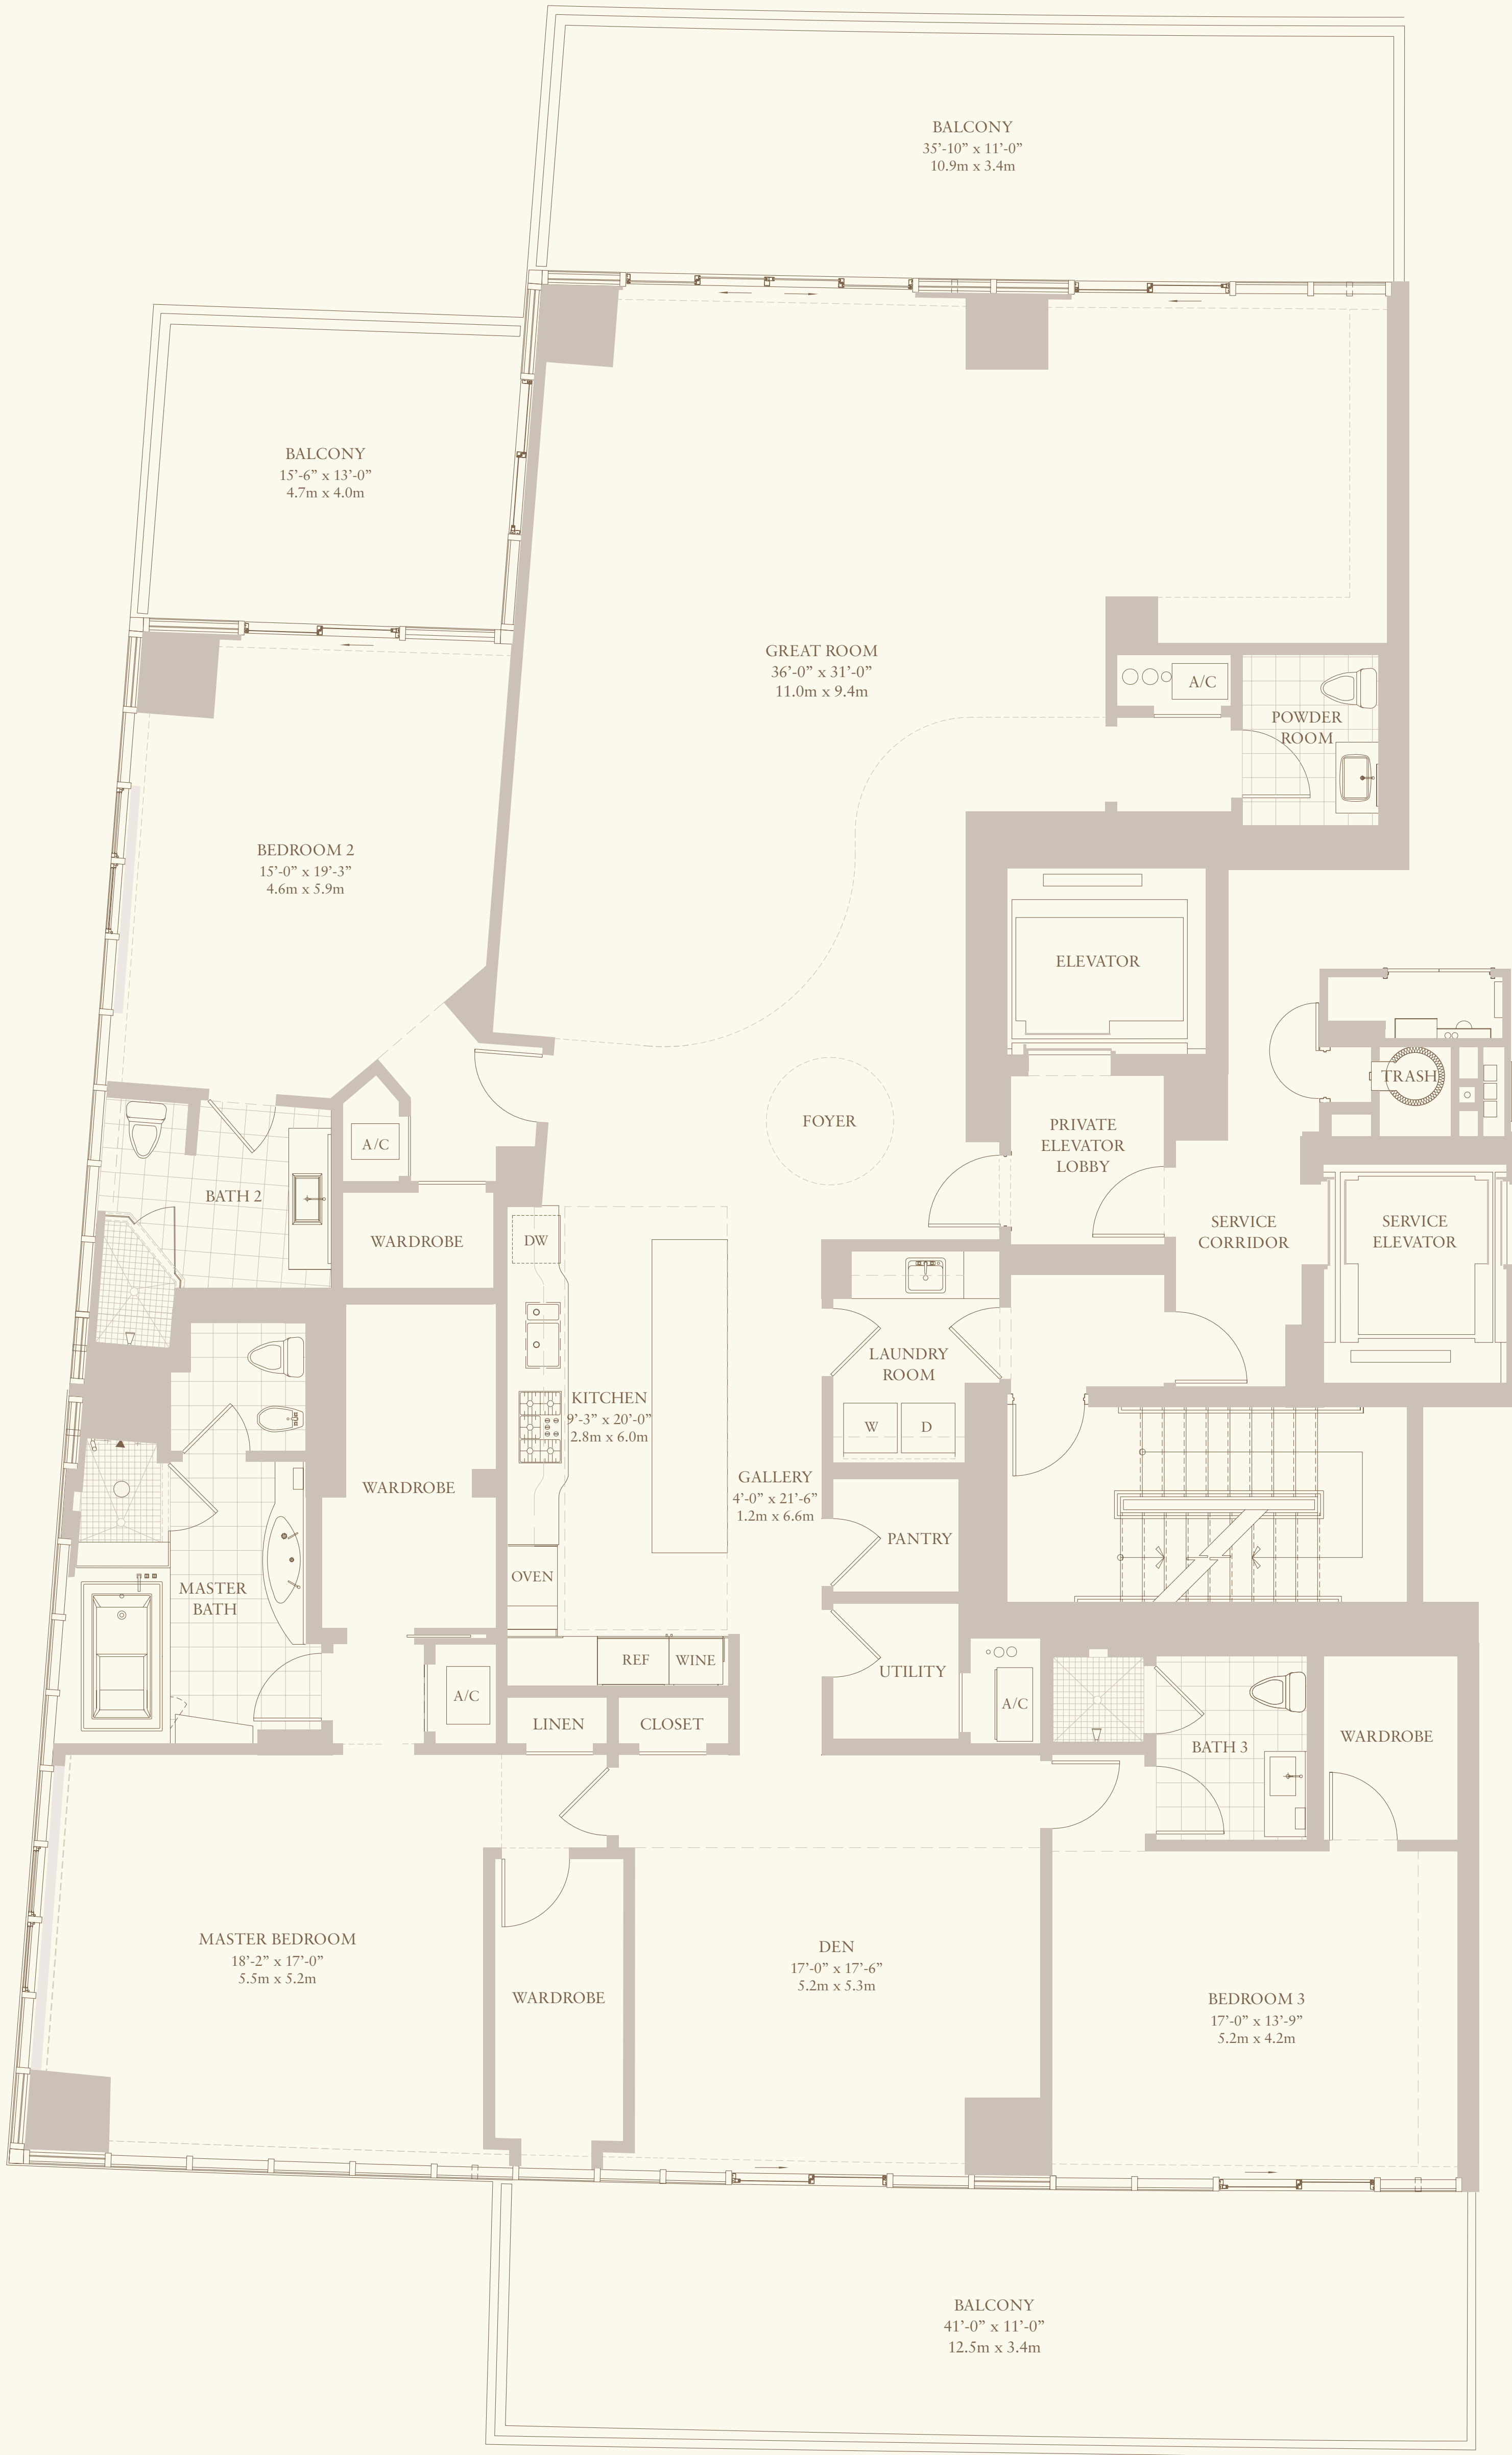 BALCONY
35’-10” x 11’-0”
10.9m x 3.4m
BALCONY
15’-6” x 13’-0”
4.7m x 4.0m
GREAT ROOM
36’-0” x 31’-0”
11.0m x 9.4m
A/C
POWDER
ROOM
BEDROOM 2
15’-0” x 19’-3”
4.6m x 5.9m
ELEVATOR
TRASH
FOYER
PRIVATE
ELEVATOR
LOBBY
A/C
BATH 2
WARDROBE
DW
SERVICE
CORRIDOR
SERVICE
ELEVATOR
LAUNDRY
ROOM
W
D
KITCHEN
9’-3” x 20’-0”
2.8m x 6.0m
WARDROBE
GALLERY
4’-0” x 21’-6”
1.2m x 6.6m
PANTRY
OVEN
MASTER
BATH
REF
WINE
UTILITY
A/C
A/C
LINEN
CLOSET
BATH 3
WARDROBE
MASTER BEDROOM
18’-2” x 17’-0”
5.5m x 5.2m
WARDROBE
DEN
17’-0” x 17’-6”
5.2m x 5.3m
BEDROOM 3
17’-0” x 13’-9”
5.2m x 4.2m
BALCONY
41’-0” x 11’-0”
12.5m x 3.4m